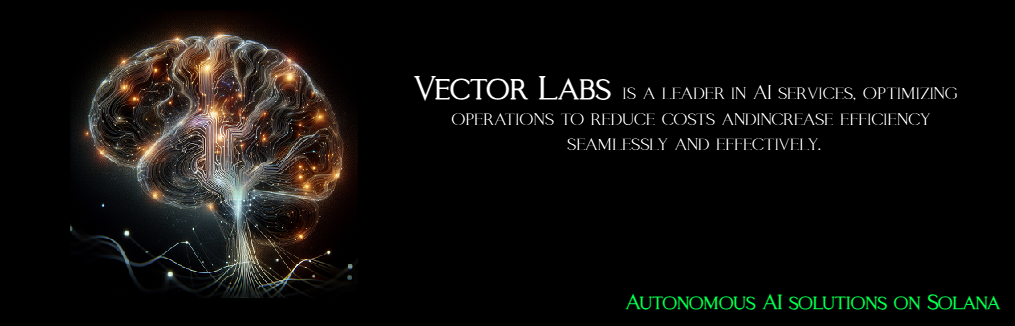 Vector Labs is a leader in AI services, optimizing
operations to reduce costs andincrease efficiency
seamlessly and effectively.
Autonomous AI solutions on Solana